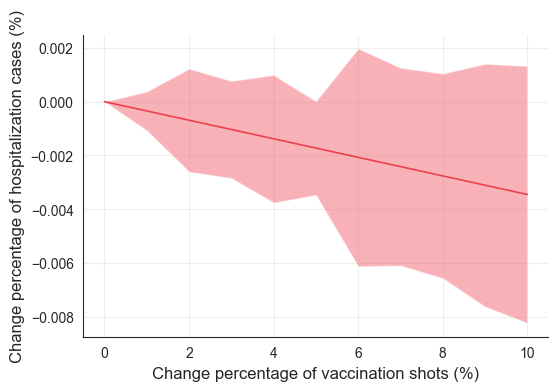 Change percentage of hospitalization cases (%)
0.002
0.000
−0.002
−0.004
−0.006
−0.008
0 2 4 6 8 10
Change percentage of vaccination shots (%)